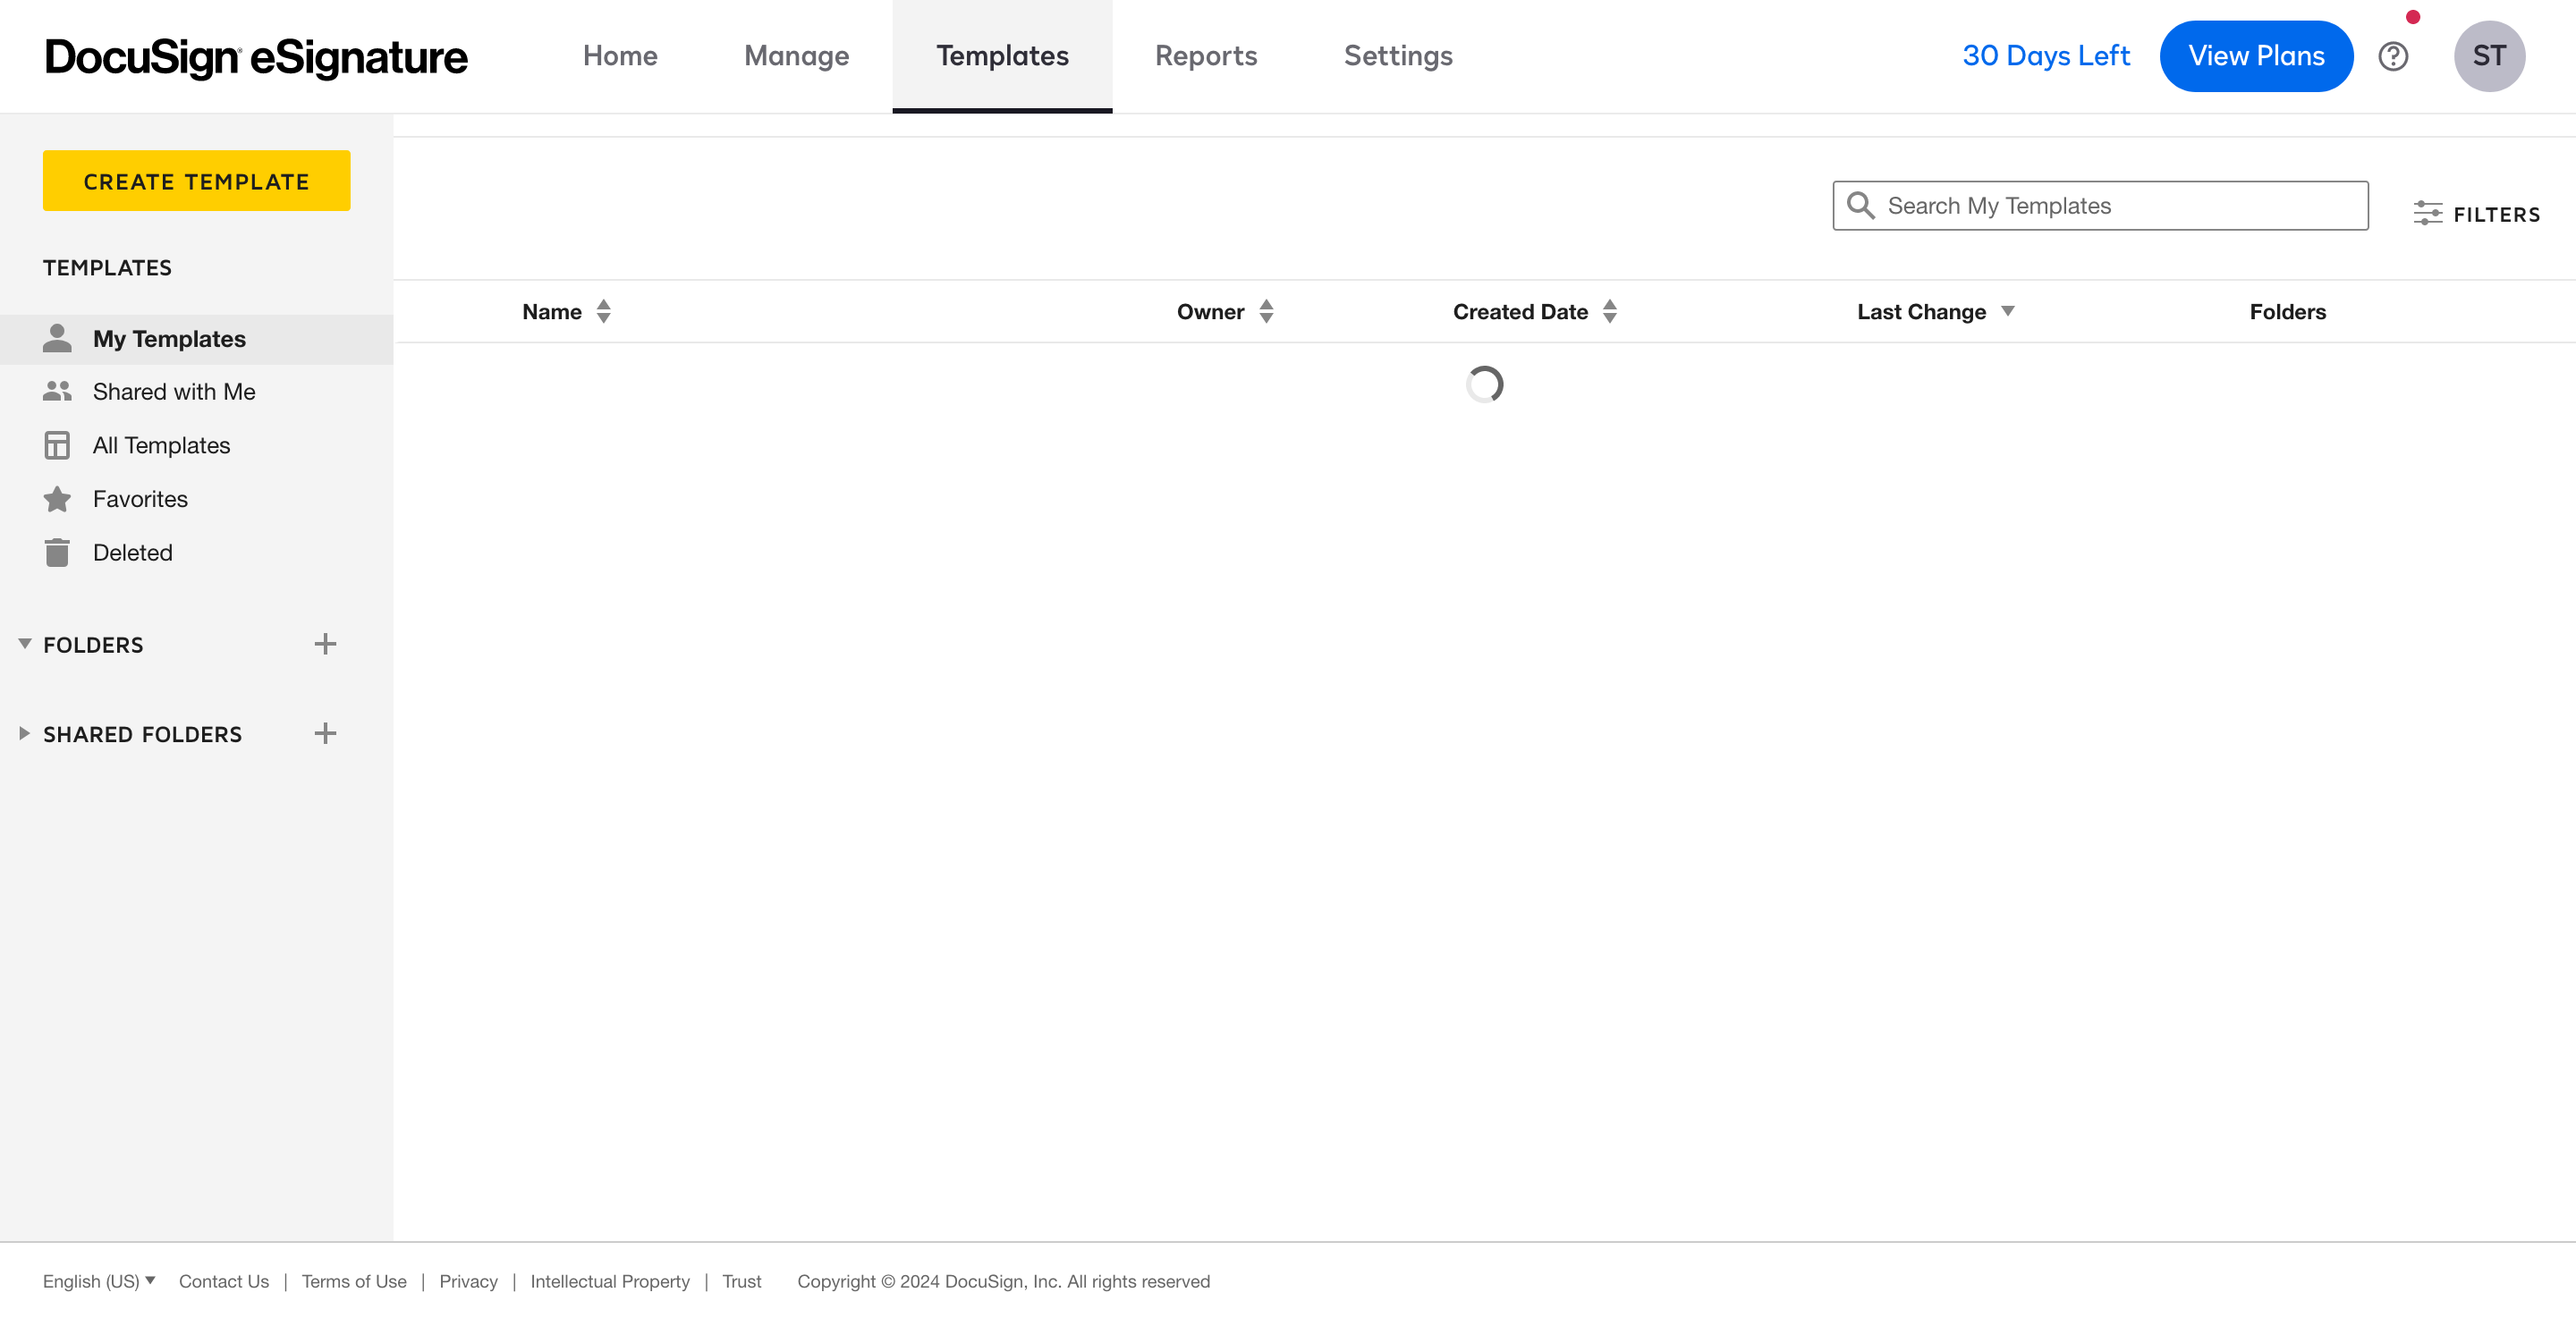 DocuSign eSignature
Home
Manage
Templates
Reports
Settings
30 Days Left
View Plans
ST
CREATE TEMPLATE
TEMPLATES
My Templates
Shared with Me
All Templates
Favorites
Deleted
FOLDERS
SHARED FOLDERS
Search My Templates
FILTERS
Name
Owner
Created Date
Last Change
Folders
English (US)
Contact Us | Terms of Use | Privacy | Intellectual Property | Trust
Copyright © 2024 DocuSign, Inc. All rights reserved